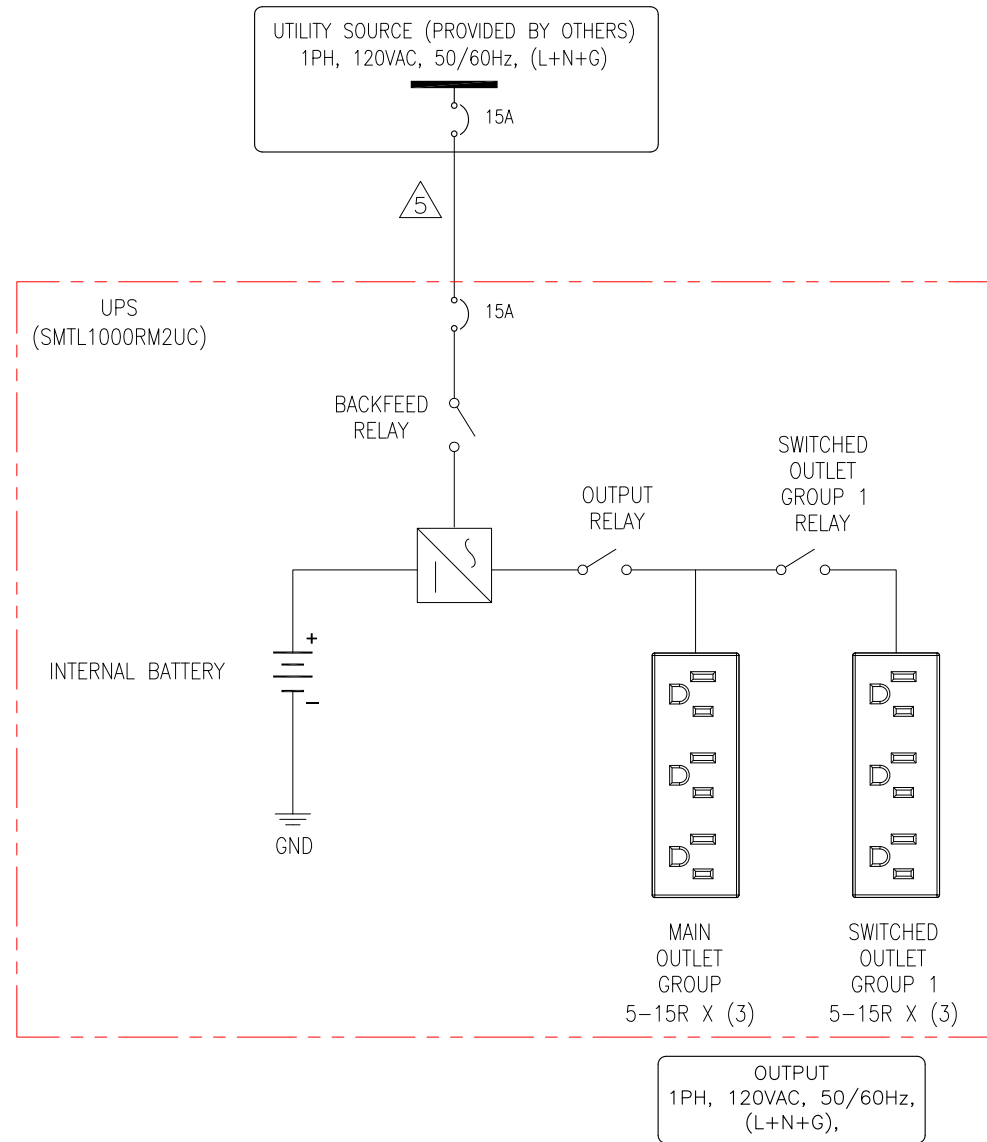 UTILITY SOURCE (PROVIDED BY OTHERS)
1PH, 120VAC, 50/60Hz, (L+N+G)
15A
5
UPS
(SMTL1000RM2UC)
15A
BACKFEED
RELAY
SWITCHED
OUTLET
GROUP 1
RELAY
OUTPUT
RELAY
+
INTERNAL BATTERY
−
GND
MAIN
OUTLET
GROUP
5-15R X (3)
SWITCHED
OUTLET
GROUP 1
5-15R X (3)
OUTPUT
1PH, 120VAC, 50/60Hz,
(L+N+G),